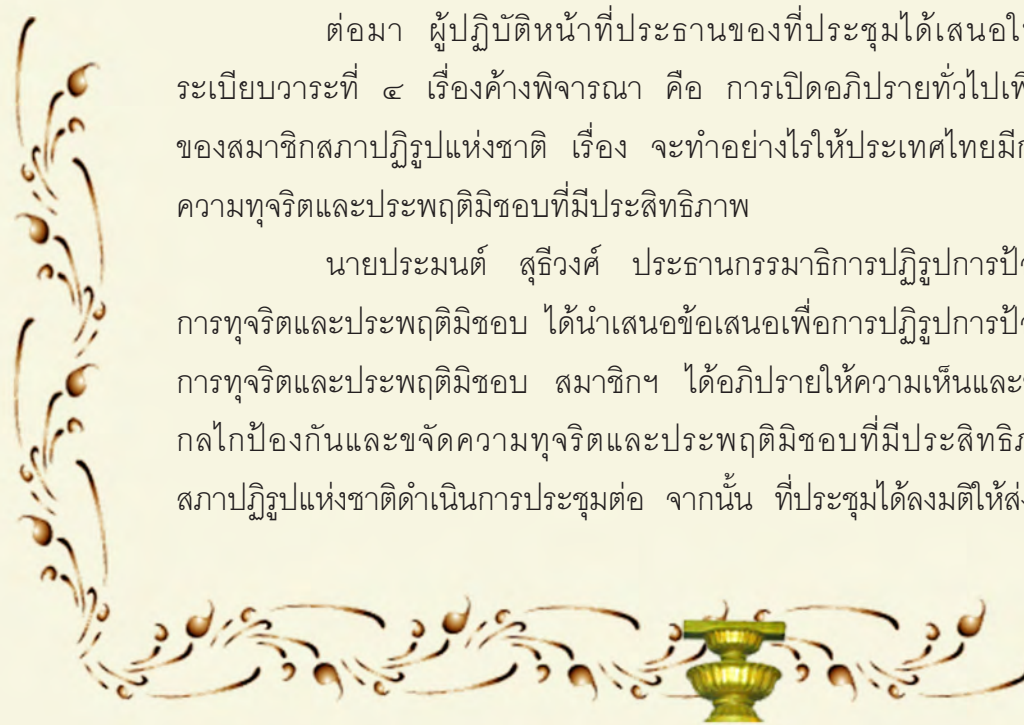 ต่อมา ผู้ปฏิบัติหน้าที่ประธานของที่ประชุมได้เสนอให้
ระเบียบวาระที่ ๔ เรื่องค้างพิจารณา คือ การเปิดอภิปรายทั่วไปเพื่
ของสมาชิกสภาปฏิรูปแห่งชาติ เรื่อง จะทำอย่างไรให้ประเทศไทยมี
ความทุจริตและประพฤติมิชอบที่มีประสิทธิภาพ
นายประมนต์ สุธีวงศ์ ประธานกรรมาธิการปฏิรูปการป้
การทุจริตและประพฤติมิชอบ ได้นำเสนอข้อเสนอเพื่อการปฏิรูปการป้
การทุจริตและประพฤติมิชอบ สมาชิกฯ ได้อภิปรายให้ความเห็นและ
กลไกป้องกันและขจัดความทุจริตและประพฤติมิชอบที่มีประสิทธิภ
สภาปฏิรูปแห่งชาติดำเนินการประชุมต่อ จากนั้น ที่ประชุมได้ลงมติให้ส่